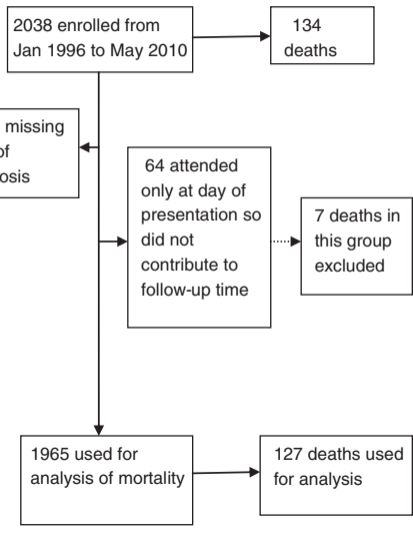 2038 enrolled from
Jan 1996 to May 2010
134
deaths
missing
of
64 attended
only at day of
presentation so
did not
contribute to
follow-up time
7 deaths in
this group
excluded
1965 used for
analysis of mortality
127 deaths used
for analysis